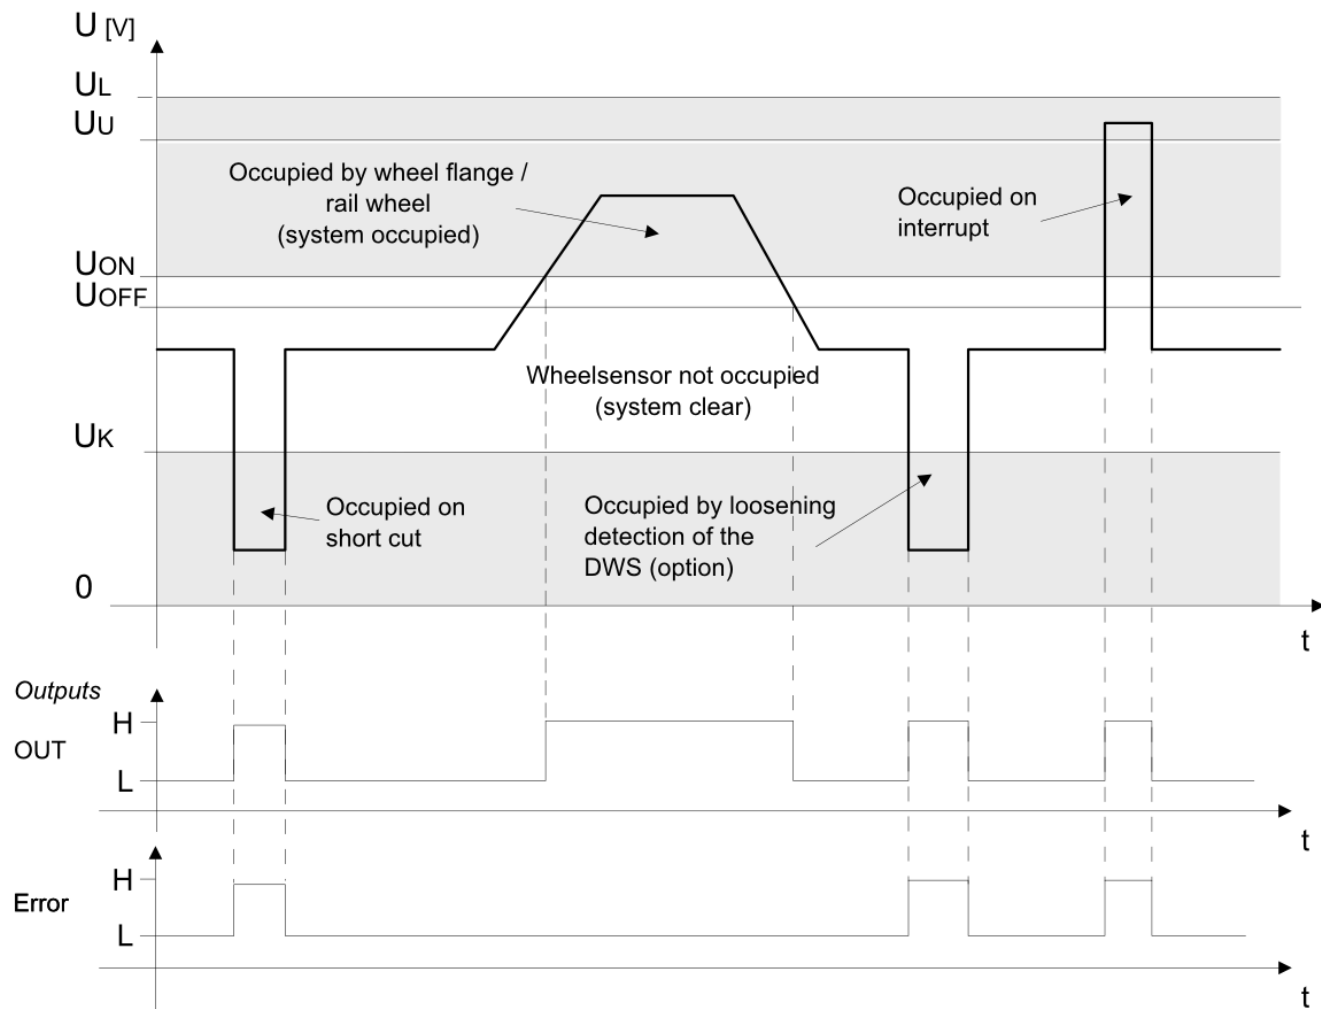 U [V]
UL
UU
Occupied by wheel flange /
rail wheel
(system occupied)
Occupied on
interrupt
UON
UOFF
Wheelsensor not occupied
(system clear)
UK
Occupied on
short cut
Occupied by loosening
detection of the
DWS (option)
0
t
Outputs
H
OUT
L
t
H
Error
L
t